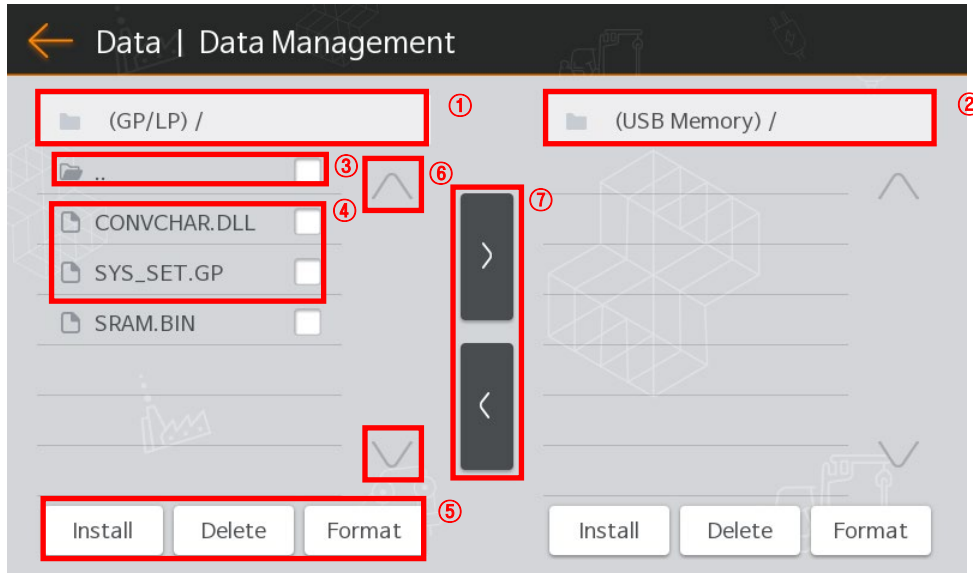 Data | Data Management
(GP/LP) / ① (USB Memory) / ②
.. ③ ⑥
④ ⑦
CONVCHAR.DLL
SYS_SET.GP
SRAM.BIN
⑤
Install Delete Format Install Delete Format